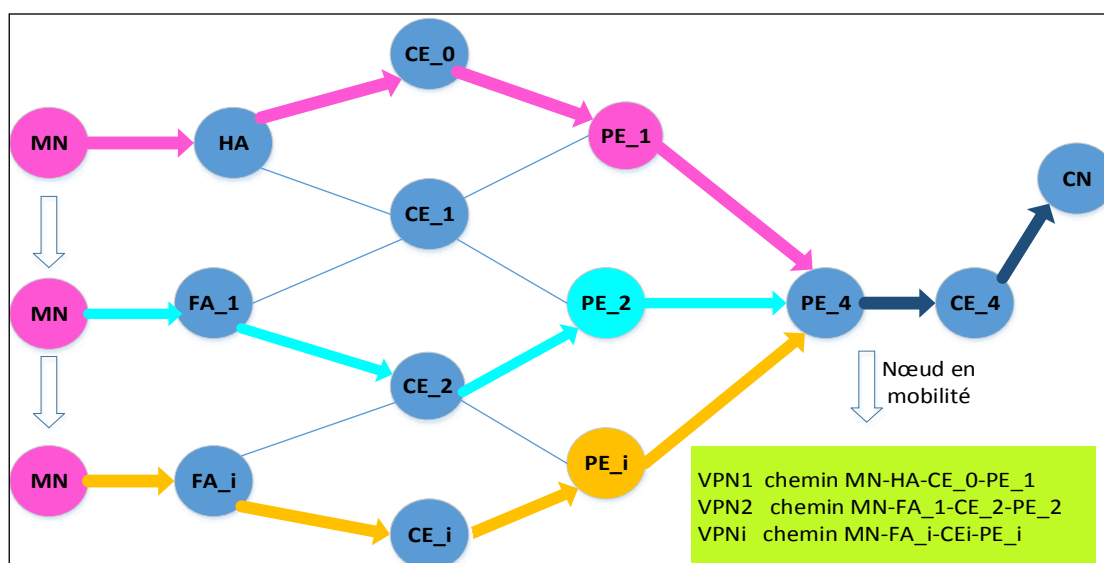 CE_0
MN
HA
PE_1
CN
CE_1
MN
FA_1
PE_2
PE_4
CE_4
CE_2
Nœud en
mobilité
MN
FA_i
PE_i
CE_i
VPN1 chemin MN-HA-CE_0-PE_1
VPN2 chemin MN-FA_1-CE_2-PE_2
VPNi chemin MN-FA_i-CEi-PE_i